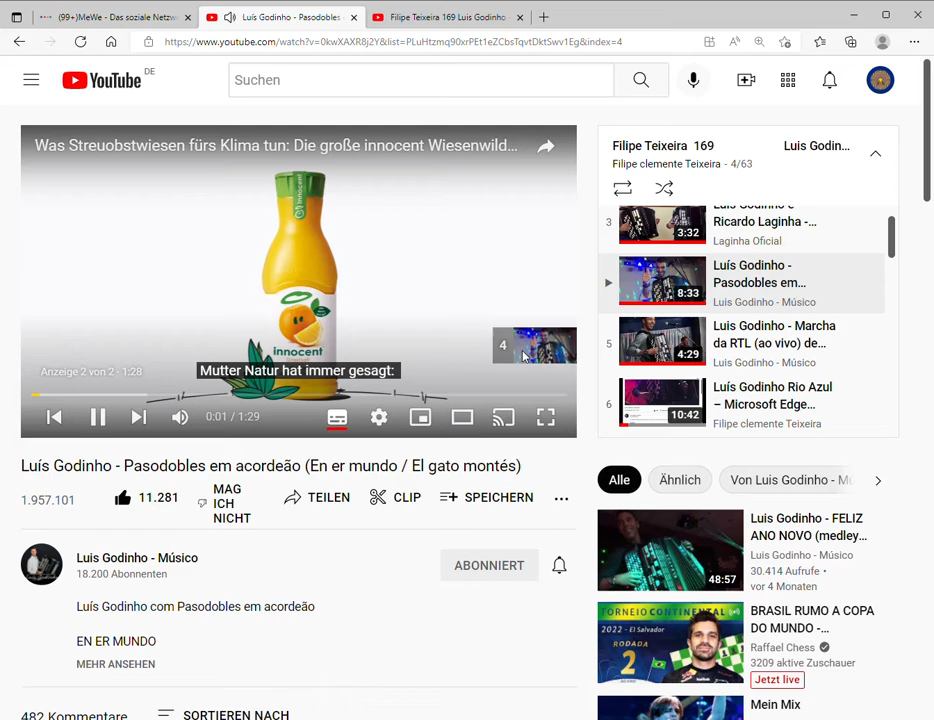 (99+)MeWe - Das soziale Netzw
Luís Godinho - Pasodobles
Filipe Teixeira 169 Luis Godinho
https://www.youtube.com/watch?v=0kwXAXR8j2Y&list=PLuHtzmq90xrPEt1eZCbsTqvtDktSwv1Eg&index=4
YouTube DE
Suchen
Was Streuobstwiesen fürs Klima tun: Die große innocent Wiesenwild...
innocent
innocent
4
Anzeige 2 von 2 - 1:28
Mutter Natur hat immer gesagt:
0:01 / 1:29
Luís Godinho - Pasodobles em acordeão (En er mundo / El gato montés)
1.957.101
11.281
MAG
ICH
NICHT
TEILEN
CLIP
SPEICHERN
Luis Godinho - Músico
18.200 Abonnenten
ABONNIERT
Luís Godinho com Pasodobles em acordeão
EN ER MUNDO
MEHR ANSEHEN
482 Kommentare
SORTIEREN NACH
Filipe Teixeira 169 Luis Godin...
Filipe clemente Teixeira - 4/63
3
3:32
Luís Godinho e
Ricardo Laginha -...
Laginha Oficial
8:33
Luís Godinho -
Pasodobles em...
Luis Godinho - Músico
5
4:29
Luis Godinho - Marcha
da RTL (ao vivo) de...
Luis Godinho - Músico
6
10:42
Luís Godinho Rio Azul
– Microsoft Edge...
Filipe clemente Teixeira
Alle
Ähnlich
Von Luis Godinho - Mú
48:57
Luis Godinho - FELIZ
ANO NOVO (medley...
Luis Godinho - Músico
30.414 Aufrufe •
vor 4 Monaten
TORNEIO CONTINENTAL
2022 - El Salvador
RODADA
2
BRASIL RUMO A COPA
DO MUNDO -...
Raffael Chess
3209 aktive Zuschauer
Jetzt live
Mein Mix